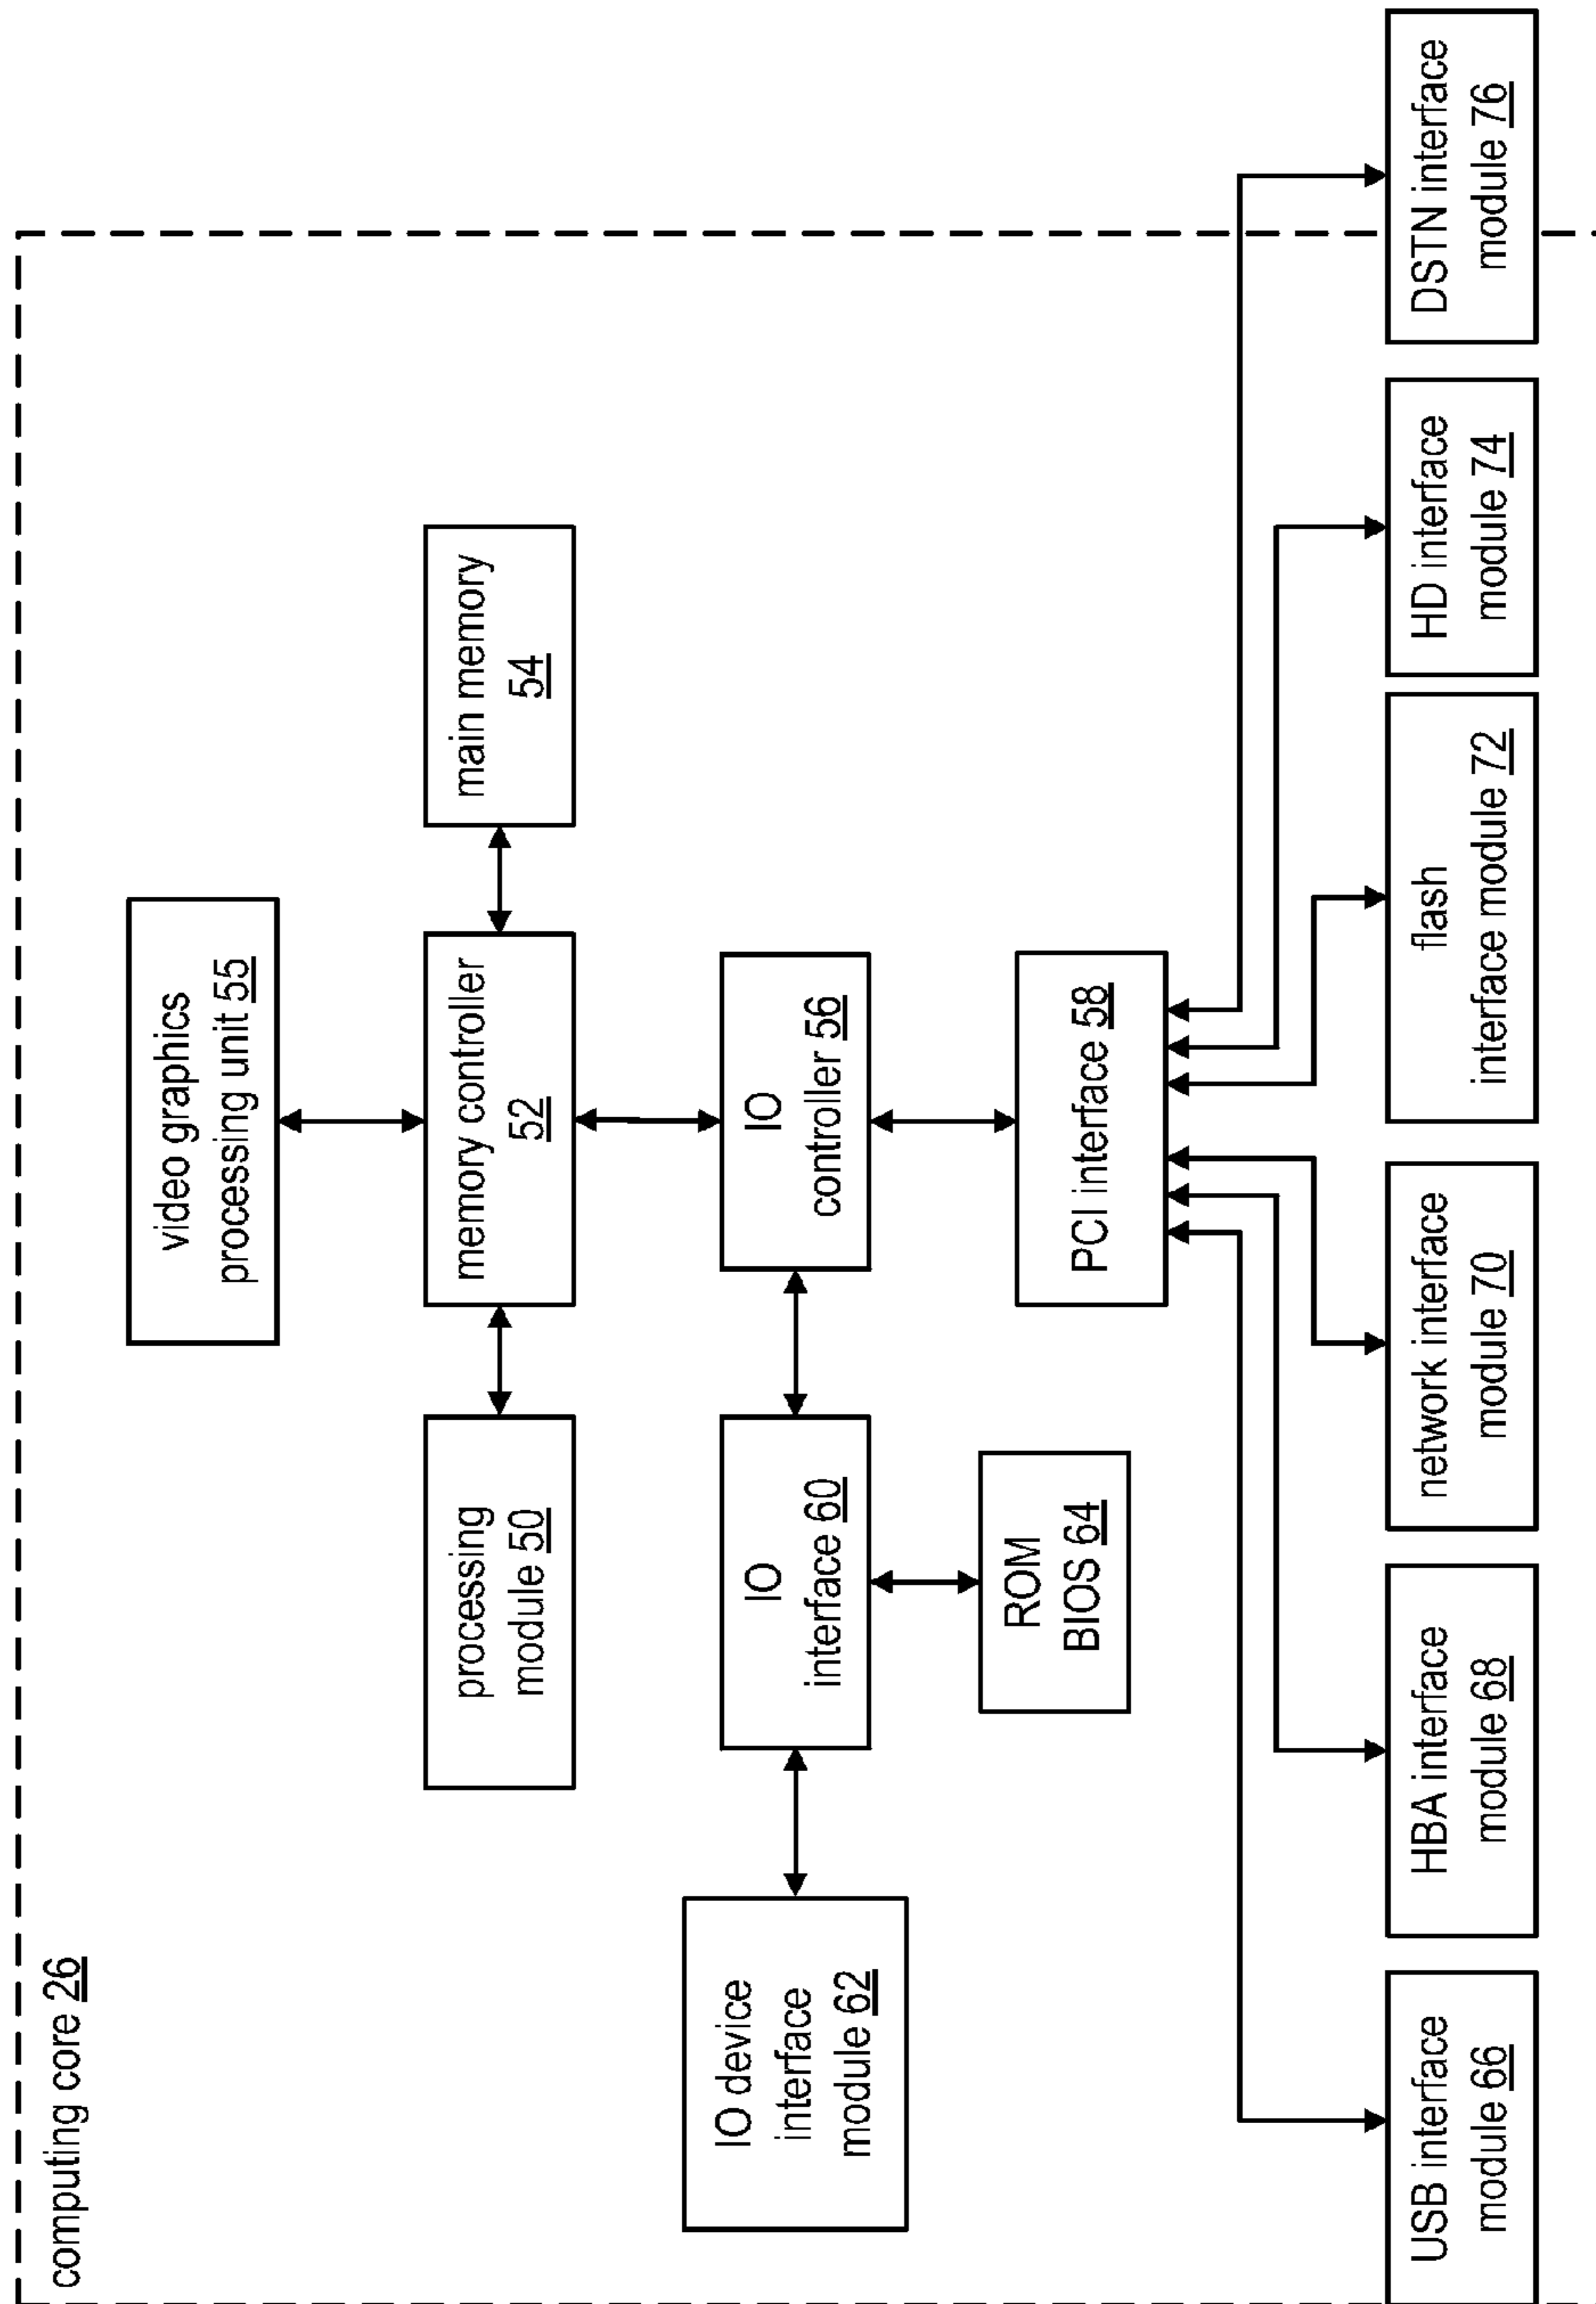 computing core 26
video graphics
processing unit 55
processing
module 50
memory controller
52
main memory
54
IO device
interface
module 62
IO
interface 60
IO
controller 56
ROM
BIOS 64
PCI interface 58
USB interface
module 66
HBA interface
module 68
network interface
module 70
flash
interface module 72
HD interface
module 74
DSTN interface
module 76